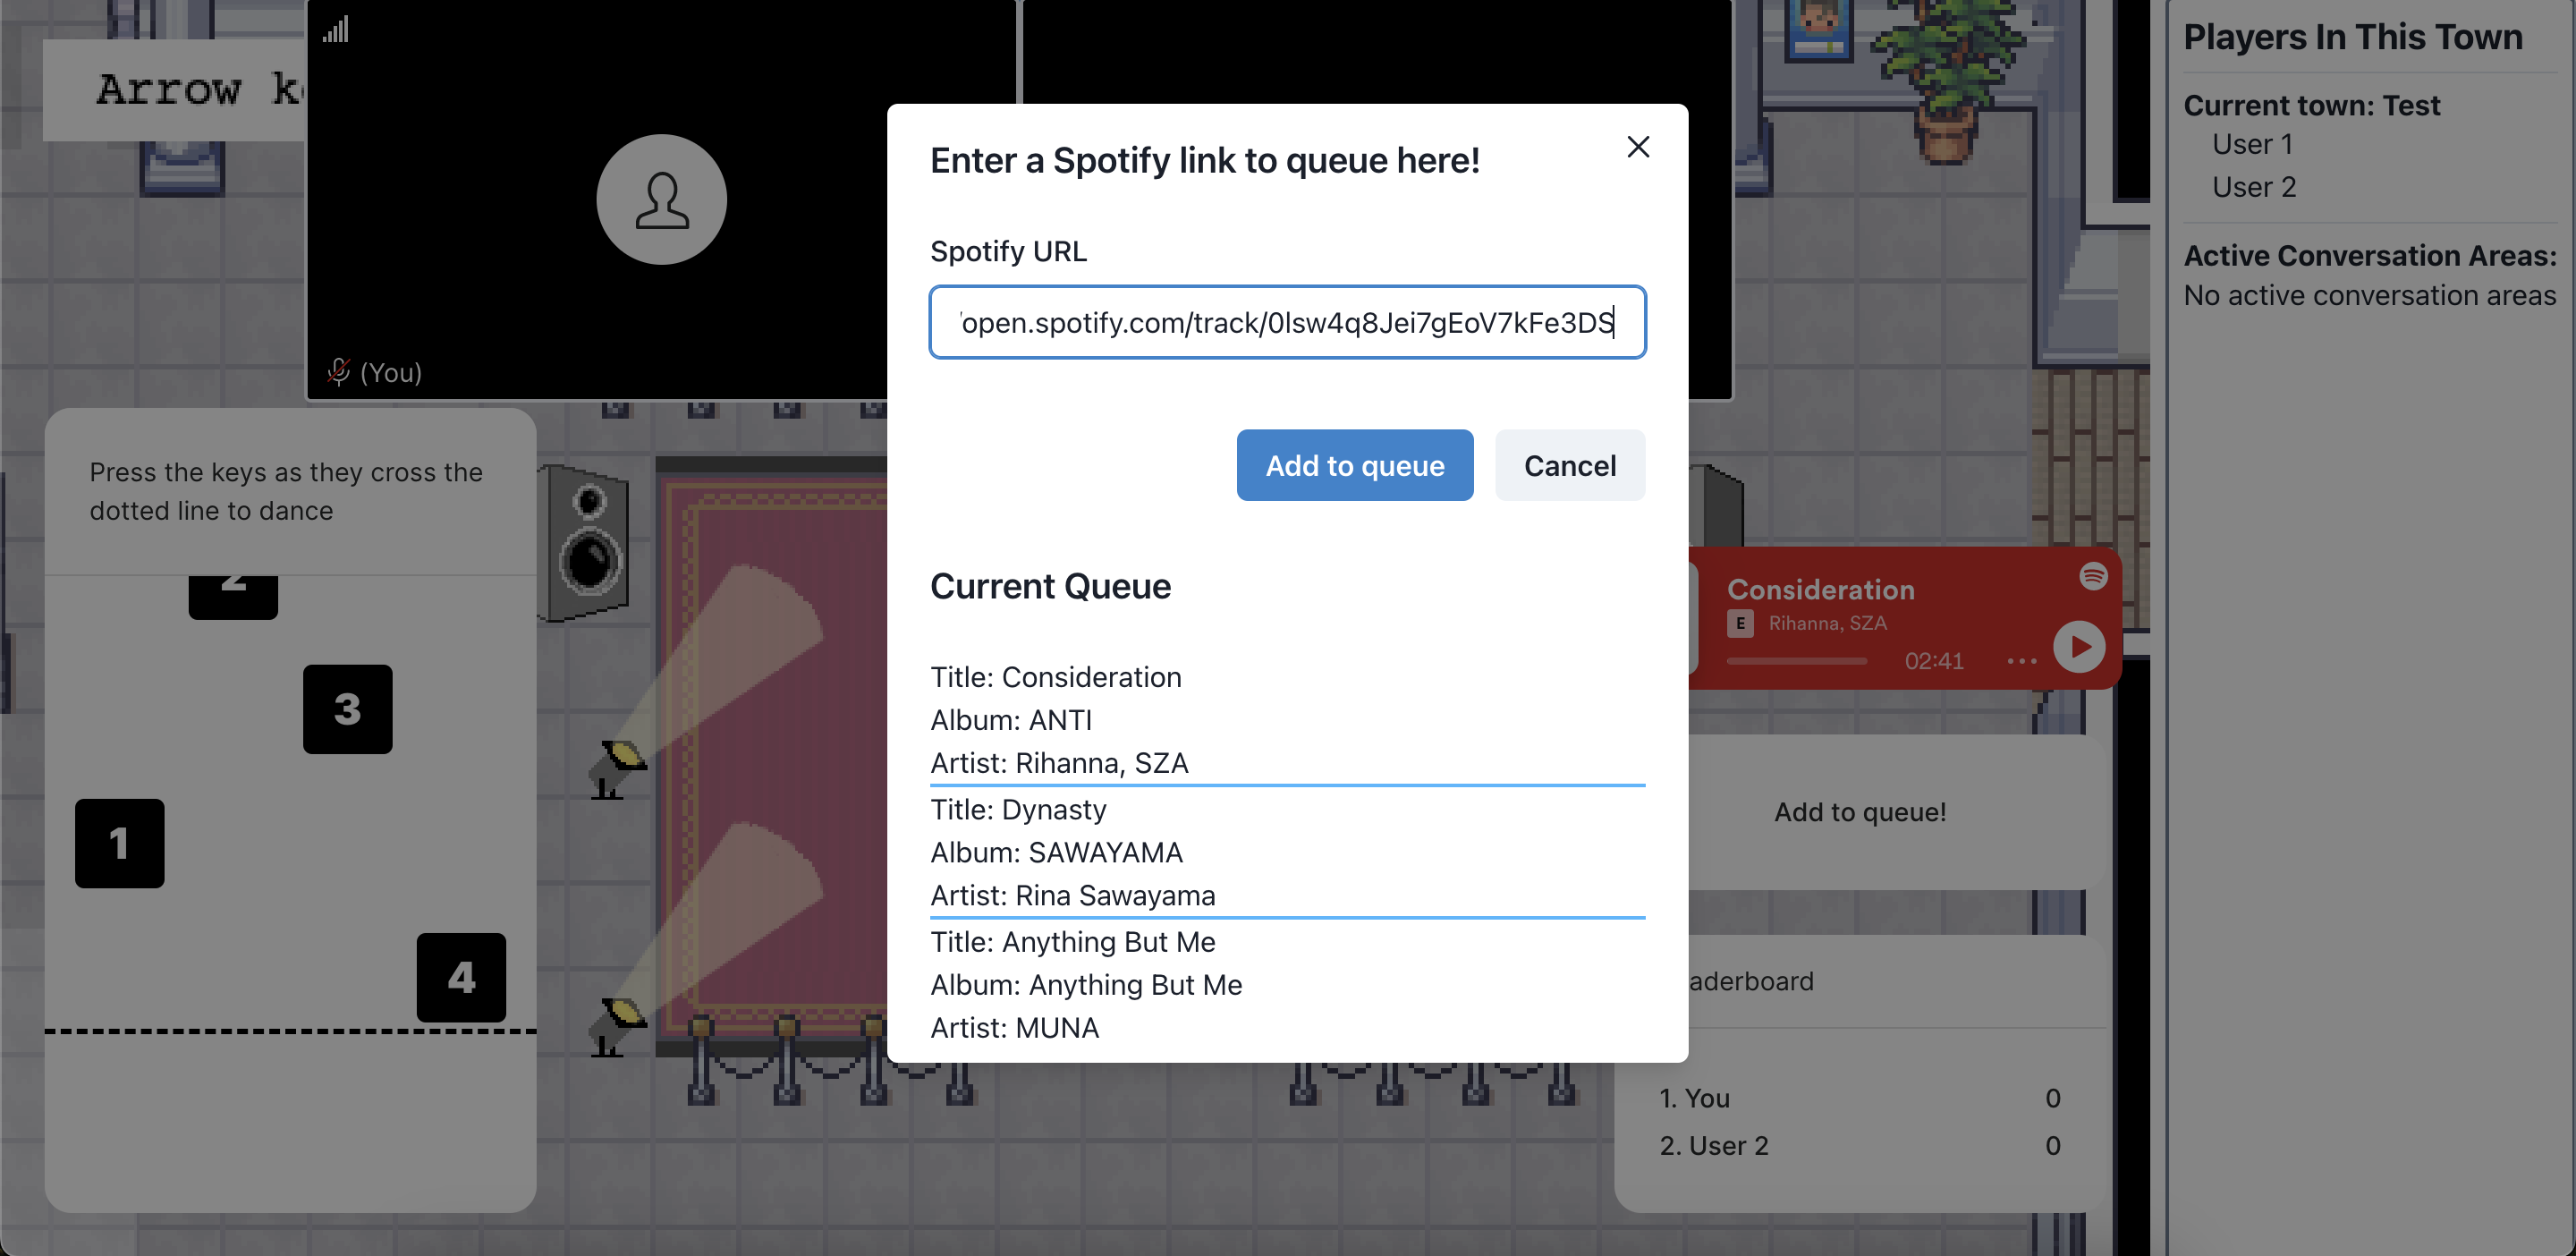 Arrow
(You)
Press the keys as they cross the
dotted line to dance
2
3
1
4
Enter a Spotify link to queue here!
Spotify URL
open.spotify.com/track/0lsw4q8Jei7gEoV7kFe3DS
Add to queue
Cancel
Current Queue
Title: Consideration
Album: ANTI
Artist: Rihanna, SZA
Title: Dynasty
Album: SAWAYAMA
Artist: Rina Sawayama
Title: Anything But Me
Album: Anything But Me
Artist: MUNA
Consideration
E Rihanna, SZA
02:41
Add to queue!
aderboard
1. You 0
2. User 2 0
Players In This Town
Current town: Test
User 1
User 2
Active Conversation Areas:
No active conversation areas